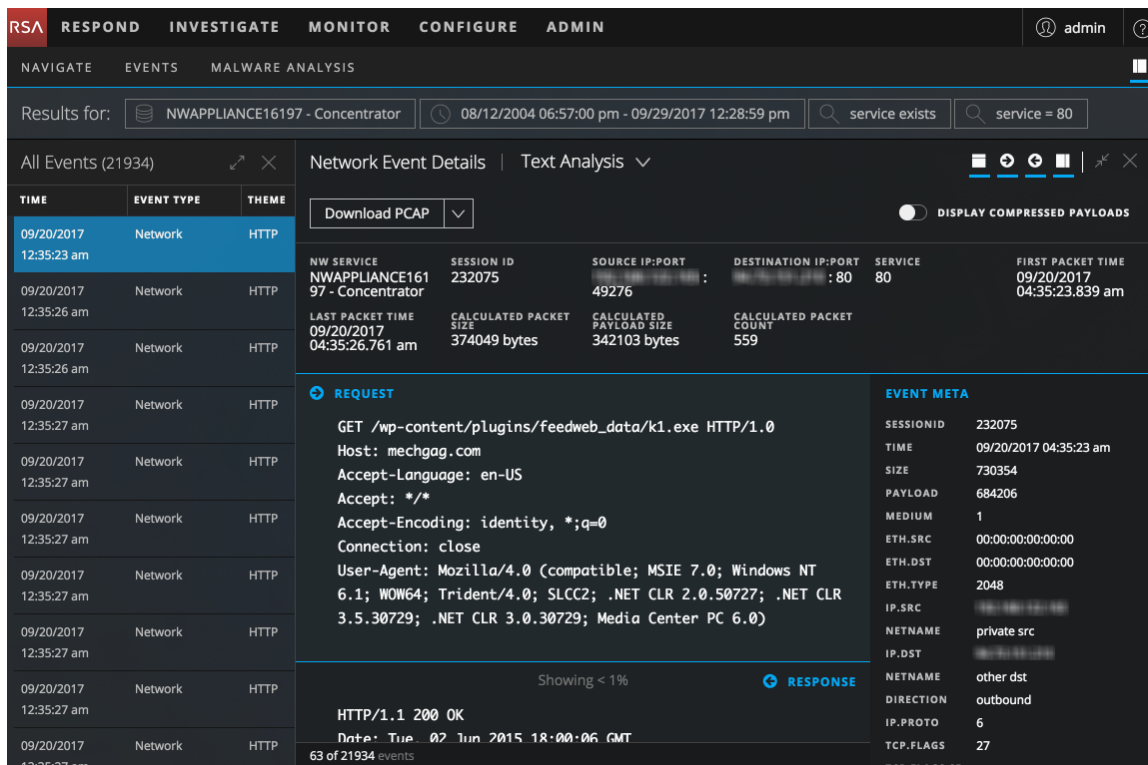 RSA RESPOND INVESTIGATE MONITOR CONFIGURE ADMIN admin
NAVIGATE EVENTS MALWARE ANALYSIS
Results for: NWAPPLIANCE16197 - Concentrator 08/12/2004 06:57:00 pm - 09/29/2017 12:28:59 pm service exists service = 80
All Events (21934)
TIME EVENT TYPE THEME
09/20/2017 Network HTTP
12:35:23 am
09/20/2017 Network HTTP
12:35:26 am
09/20/2017 Network HTTP
12:35:26 am
09/20/2017 Network HTTP
12:35:27 am
09/20/2017 Network HTTP
12:35:27 am
09/20/2017 Network HTTP
12:35:27 am
09/20/2017 Network HTTP
12:35:27 am
09/20/2017 Network HTTP
12:35:27 am
09/20/2017 Network HTTP
12:35:27 am
09/20/2017 Network HTTP
12:35:27 am
Network Event Details | Text Analysis
Download PCAP
DISPLAY COMPRESSED PAYLOADS
NW SERVICE
NWAPPLIANCE161
97 - Concentrator
SESSION ID
232075
SOURCE IP:PORT
:
49276
DESTINATION IP:PORT
: 80
SERVICE
80
FIRST PACKET TIME
09/20/2017
04:35:23.839 am
LAST PACKET TIME
09/20/2017
04:35:26.761 am
CALCULATED PACKET
SIZE
374049 bytes
CALCULATED
PAYLOAD SIZE
342103 bytes
CALCULATED PACKET
COUNT
559
REQUEST
GET /wp-content/plugins/feedweb_data/k1.exe HTTP/1.0
Host: mechgag.com
Accept-Language: en-US
Accept: */*
Accept-Encoding: identity, *;q=0
Connection: close
User-Agent: Mozilla/4.0 (compatible; MSIE 7.0; Windows NT
6.1; WOW64; Trident/4.0; SLCC2; .NET CLR 2.0.50727; .NET CLR
3.5.30729; .NET CLR 3.0.30729; Media Center PC 6.0)
Showing < 1%
RESPONSE
HTTP/1.1 200 OK
Date: Tue, 02 Jun 2015 18:00:06 GMT
63 of 21934 events
EVENT META
SESSIONID 232075
TIME 09/20/2017 04:35:23 am
SIZE 730354
PAYLOAD 684206
MEDIUM 1
ETH.SRC 00:00:00:00:00:00
ETH.DST 00:00:00:00:00:00
ETH.TYPE 2048
IP.SRC
NETNAME private src
IP.DST
NETNAME other dst
DIRECTION outbound
IP.PROTO 6
TCP.FLAGS 27